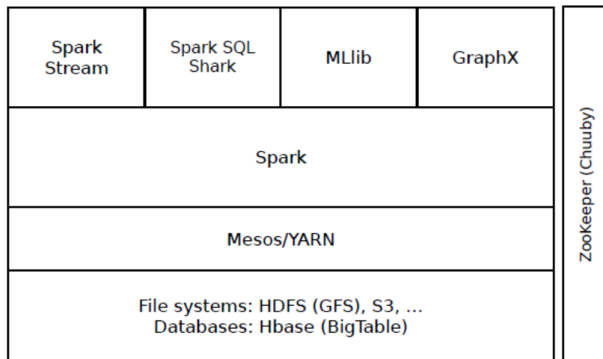 Spark
Stream
Spark SQL
Shark
MLlib
GraphX
Spark
Mesos/YARN
File systems: HDFS (GFS), S3, ...
Databases: Hbase (BigTable)
ZooKeeper (Chuuby)